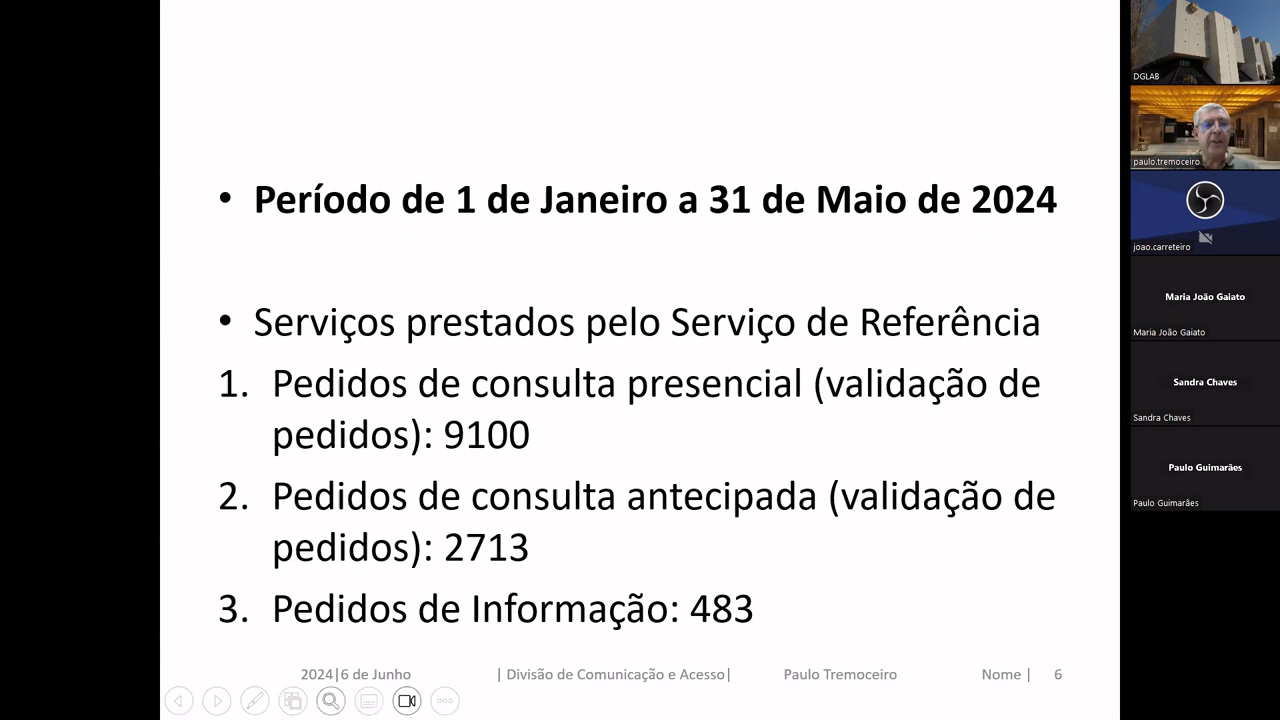 • Período de 1 de Janeiro a 31 de Maio de 2024
• Serviços prestados pelo Serviço de Referência
1. Pedidos de consulta presencial (validação de
pedidos): 9100
2. Pedidos de consulta antecipada (validação de
pedidos): 2713
3. Pedidos de Informação: 483
2024|6 de Junho | Divisão de Comunicação e Acesso| Paulo Tremoceiro Nome | 6
DGLAB
paulo.tremoceiro
joao.carreteiro
Maria João Gaiato
Maria João Gaiato
Sandra Chaves
Sandra Chaves
Paulo Guimarães
Paulo Guimarães